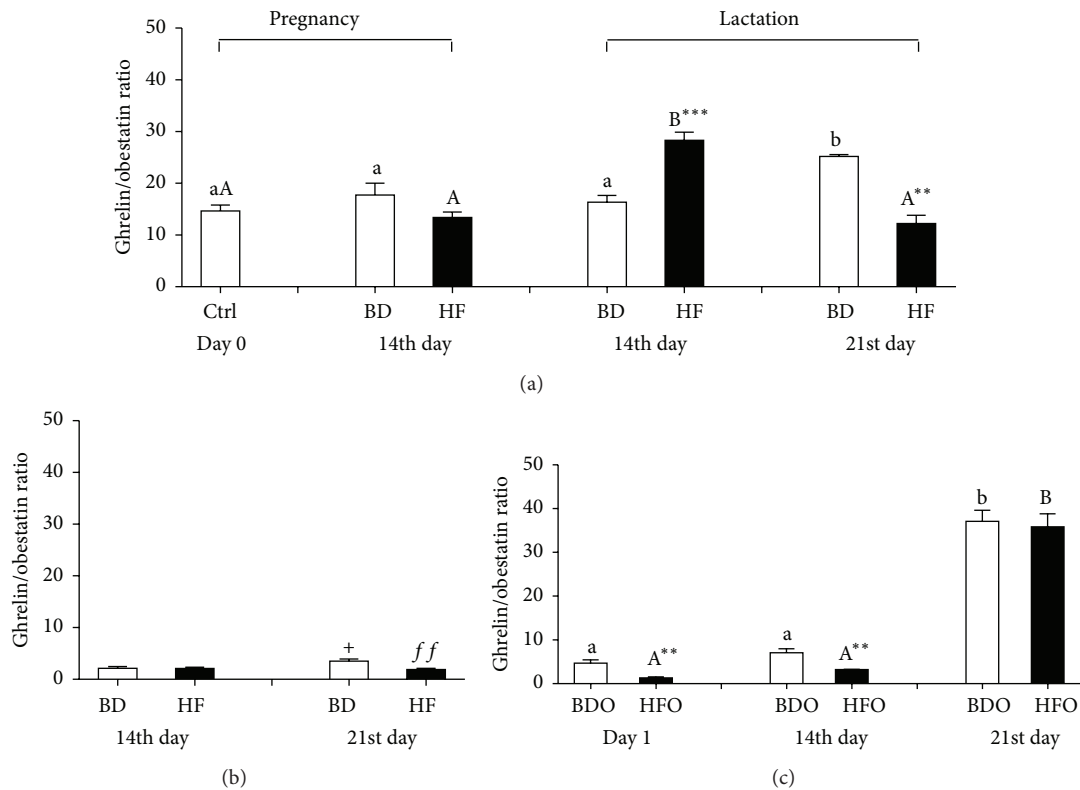 Pregnancy Lactation
Ghrelin/obestatin ratio
50
40
30
20
10
0
aA a A a B*** b A**
Ctrl BD HF BD HF BD HF
Day 0 14th day 14th day 21st day
(a)
Ghrelin/obestatin ratio
50
40
30
20
10
0
+ ff
BD HF BD HF
14th day 21st day
(b)
Ghrelin/obestatin ratio
50
40
30
20
10
0
a A** a A** b B
BDO HFO BDO HFO BDO HFO
Day 1 14th day 21st day
(c)